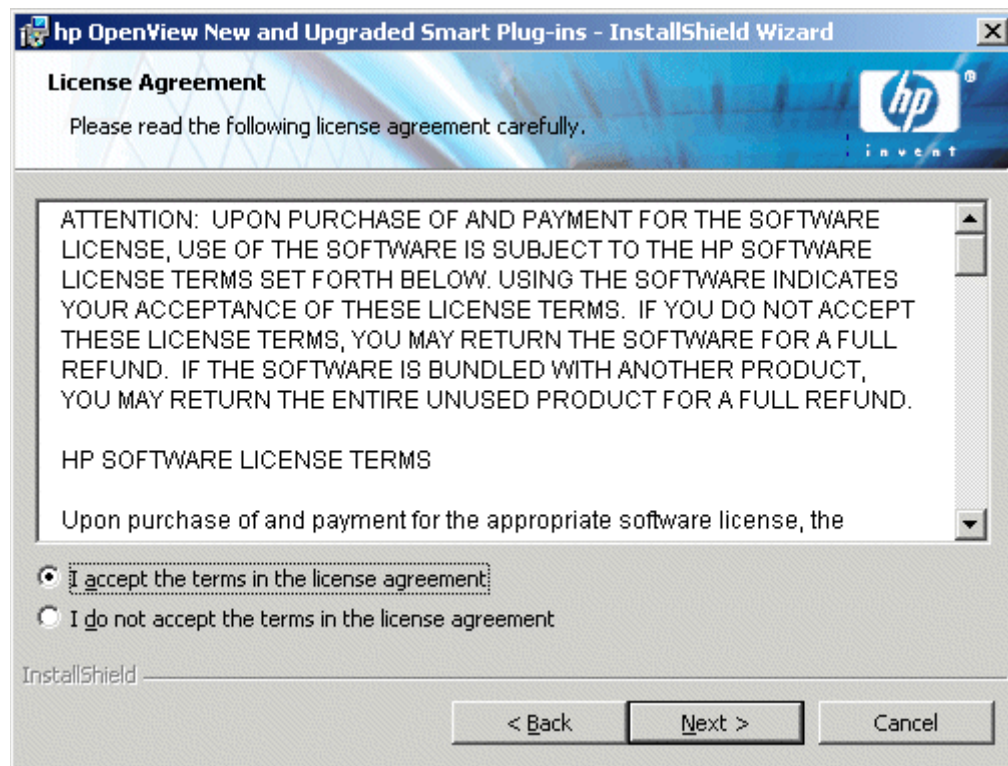 hp OpenView New and Upgraded Smart Plug-ins - InstallShield Wizard
License Agreement
Please read the following license agreement carefully.
hp
®
invent
ATTENTION:  UPON PURCHASE OF AND PAYMENT FOR THE SOFTWARE
LICENSE, USE OF THE SOFTWARE IS SUBJECT TO THE HP SOFTWARE
LICENSE TERMS SET FORTH BELOW. USING THE SOFTWARE INDICATES
YOUR ACCEPTANCE OF THESE LICENSE TERMS.  IF YOU DO NOT ACCEPT
THESE LICENSE TERMS, YOU MAY RETURN THE SOFTWARE FOR A FULL
REFUND.  IF THE SOFTWARE IS BUNDLED WITH ANOTHER PRODUCT,
YOU MAY RETURN THE ENTIRE UNUSED PRODUCT FOR A FULL REFUND.
HP SOFTWARE LICENSE TERMS
Upon purchase of and payment for the appropriate software license, the
I accept the terms in the license agreement
I do not accept the terms in the license agreement
InstallShield
< Back Next > Cancel